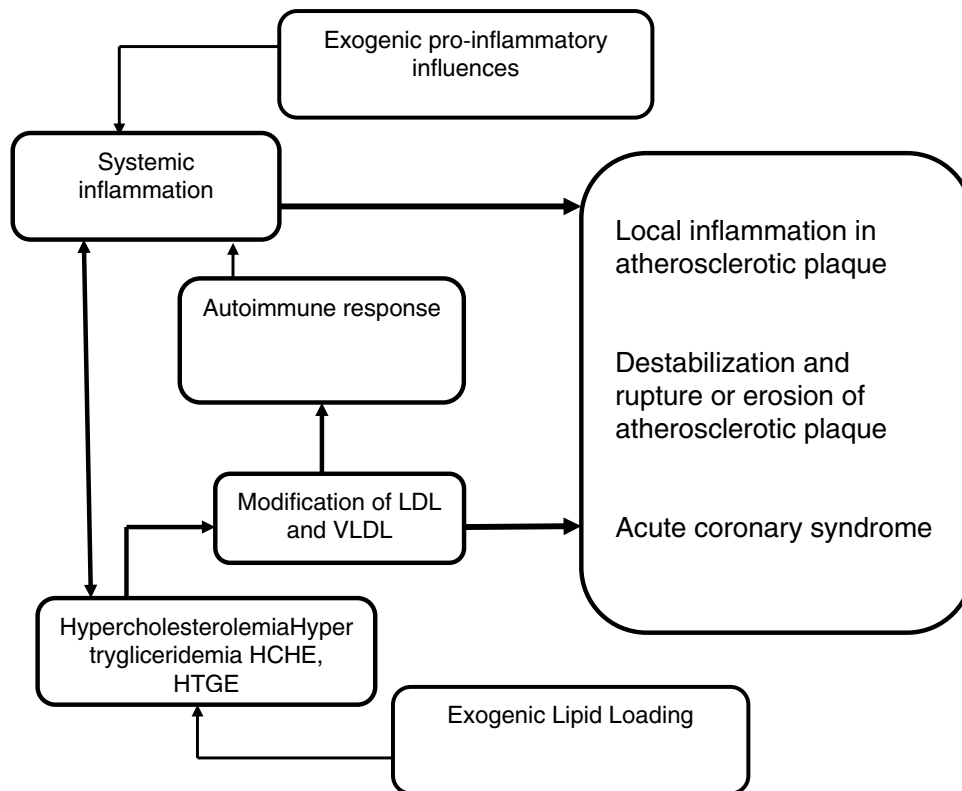 Exogenic pro-inflammatory
influences
Systemic
inflammation
Local inflammation in
atherosclerotic plaque
Autoimmune response
Destabilization and
rupture or erosion of
atherosclerotic plaque
Modification of LDL
and VLDL
Acute coronary syndrome
HypercholesterolemiaHyper
trygliceridemia HCHE,
HTGE
Exogenic Lipid Loading